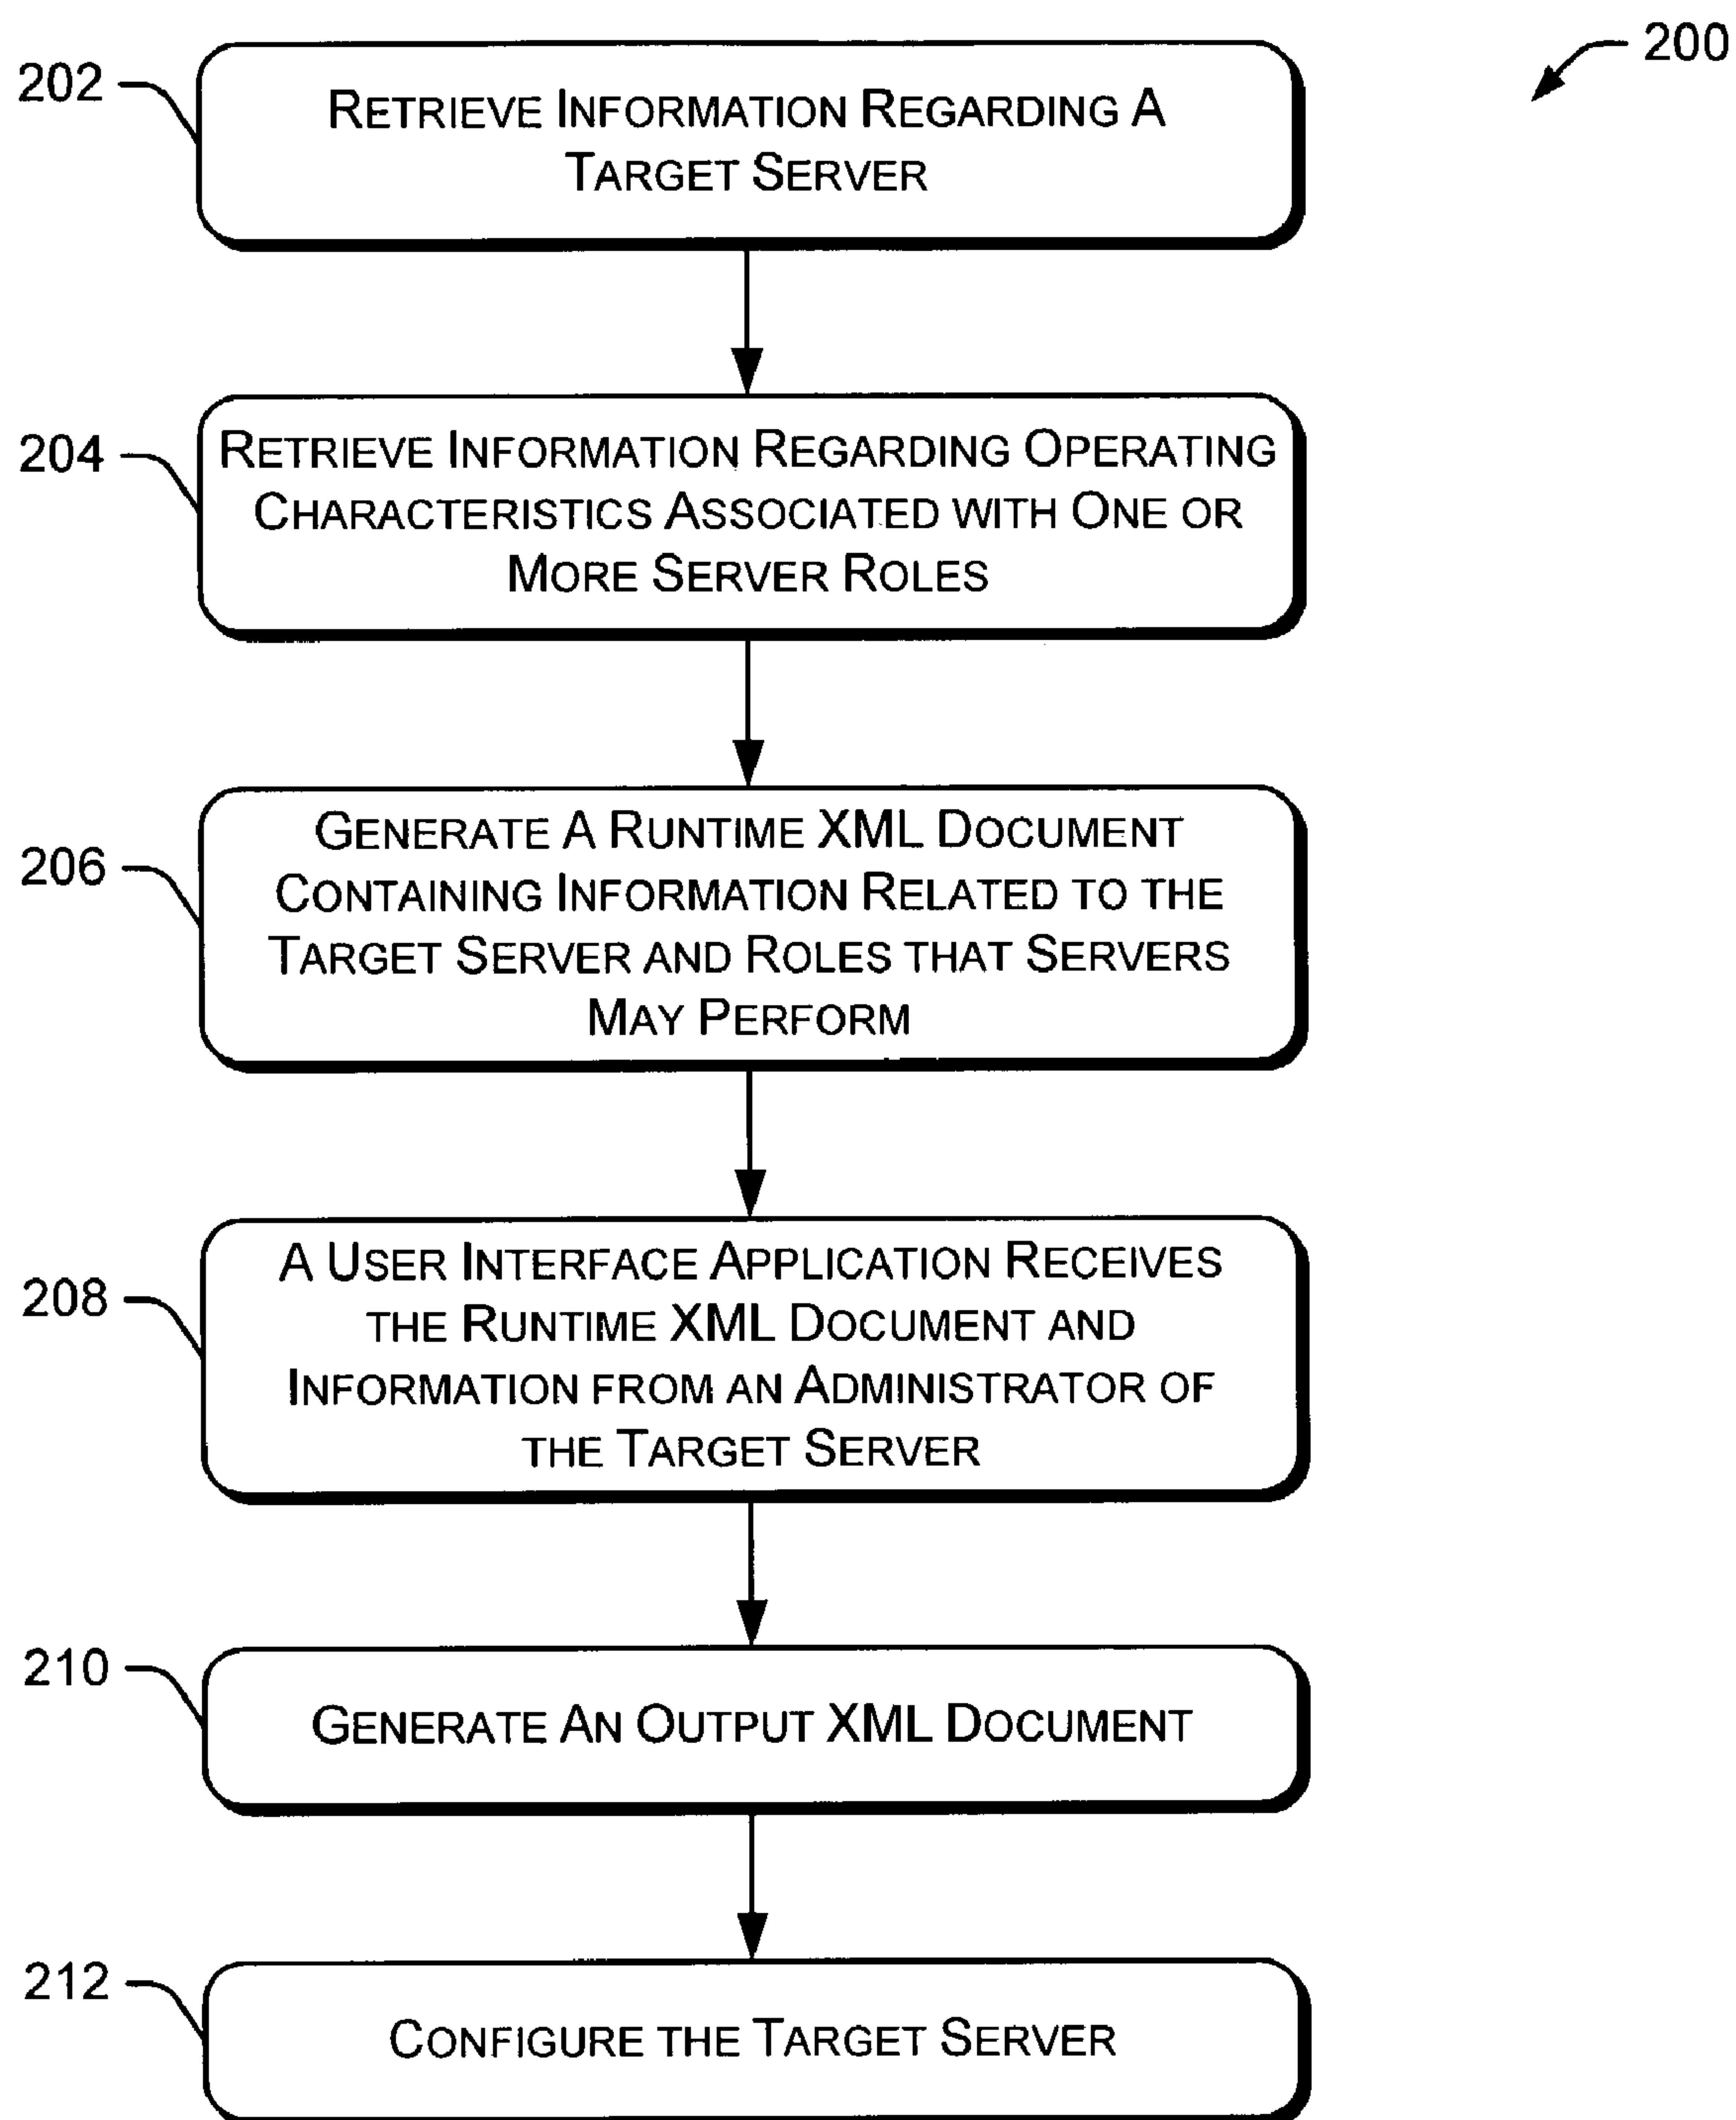 200
202
RETRIEVE INFORMATION REGARDING A
TARGET SERVER
204
RETRIEVE INFORMATION REGARDING OPERATING
CHARACTERISTICS ASSOCIATED WITH ONE OR
MORE SERVER ROLES
206
GENERATE A RUNTIME XML DOCUMENT
CONTAINING INFORMATION RELATED TO THE
TARGET SERVER AND ROLES THAT SERVERS
MAY PERFORM
208
A USER INTERFACE APPLICATION RECEIVES
THE RUNTIME XML DOCUMENT AND
INFORMATION FROM AN ADMINISTRATOR OF
THE TARGET SERVER
210
GENERATE AN OUTPUT XML DOCUMENT
212
CONFIGURE THE TARGET SERVER